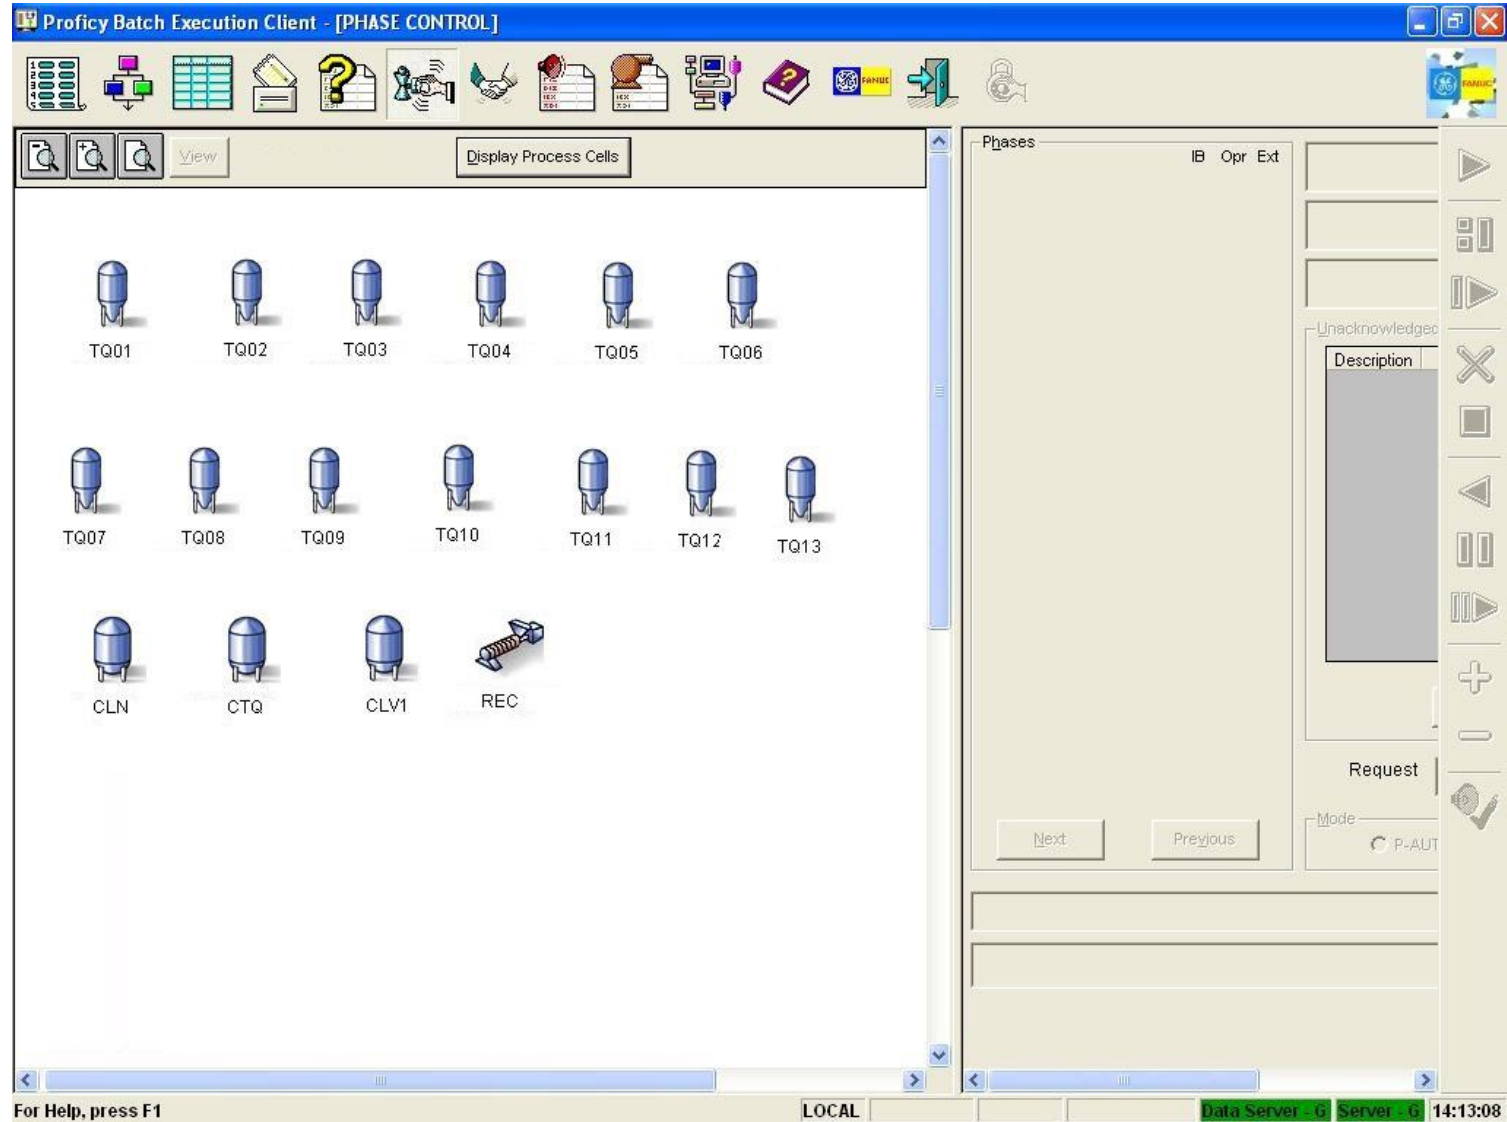 Proficy Batch Execution Client - [PHASE CONTROL]
FANUC
FANUC
View
Display Process Cells
Phases
IB Opr Ext
TQ01
TQ02
TQ03
TQ04
TQ05
TQ06
Unacknowledged
Description
TQ07
TQ08
TQ09
TQ10
TQ11
TQ12
TQ13
CLN
CTQ
CLV1
REC
Request
Next
Previous
Mode
P-AUT
For Help, press F1
LOCAL
Data Server - G
Server - G
14:13:08